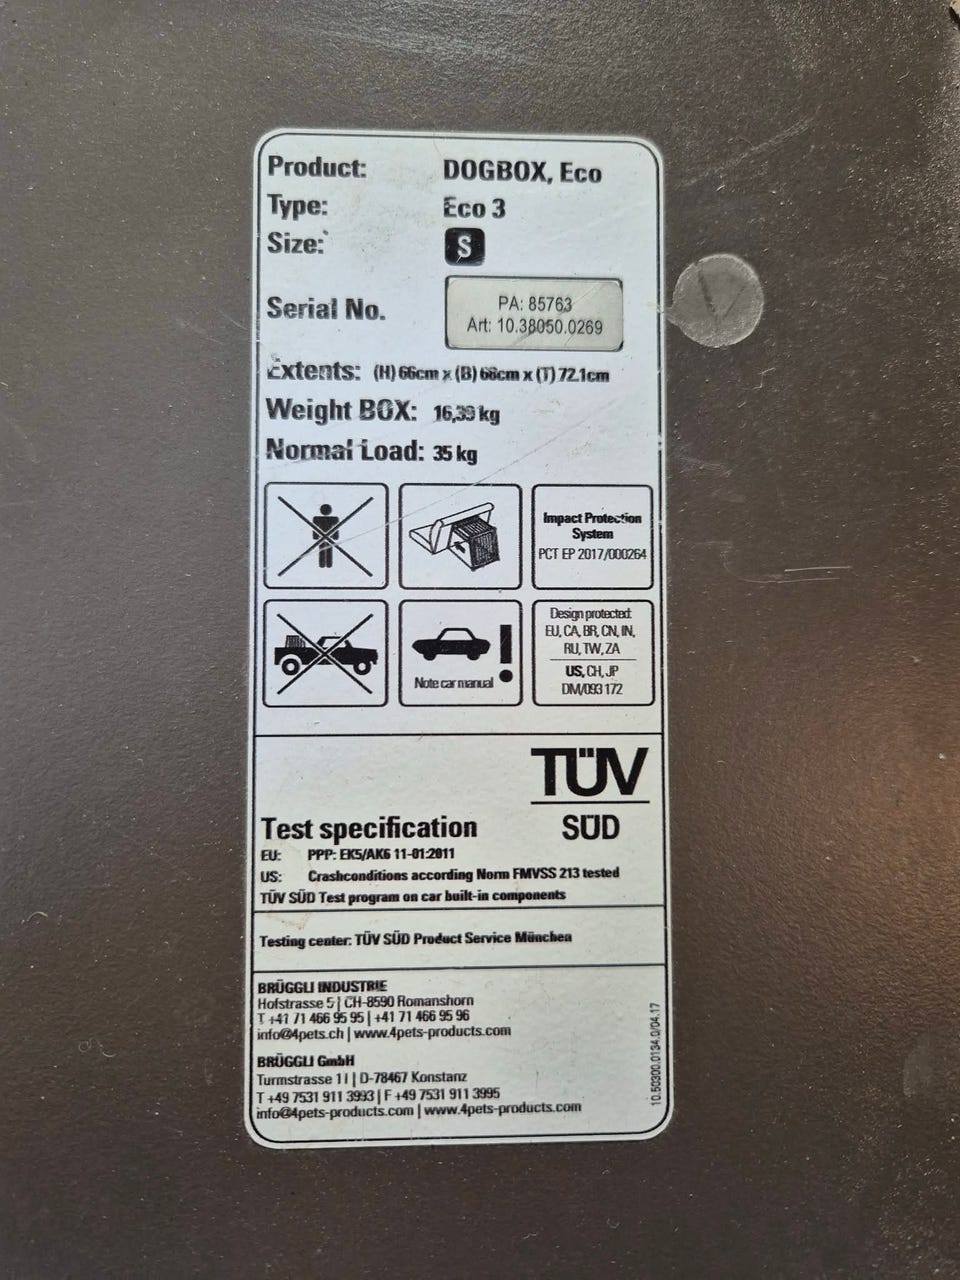 Product: DOGBOX, Eco
Type: Eco 3
Size: S
Serial No. PA: 85763
Art: 10.38050.0269
Extents: (H) 66cm x (B) 68cm x (T) 72.1cm
Weight BOX: 16,39 kg
Normal Load: 35 kg
Impact Protection
System
PCT EP 2017/000264
Note car manual !
Design protected:
EU, CA, BR, CN, IN,
RU, TW, ZA
US, CH, JP
DM/093 172
TÜV
SÜD
Test specification
EU: PPP: EK5/AK6 11-01:2011
US: Crashconditions according Norm FMVSS 213 tested
TÜV SÜD Test program on car built-in components
Testing center: TÜV SÜD Product Service München
BRÜGGLI INDUSTRIE
Hofstrasse 5 | CH-8590 Romanshorn
T +41 71 466 95 95 | +41 71 466 95 96
info@4pets.ch | www.4pets-products.com
BRÜGGLI GmbH
Turmstrasse 11 | D-78467 Konstanz
T +49 7531 911 3993 | F +49 7531 911 3995
info@4pets-products.com | www.4pets-products.com
10.50300.0134.0/04.17